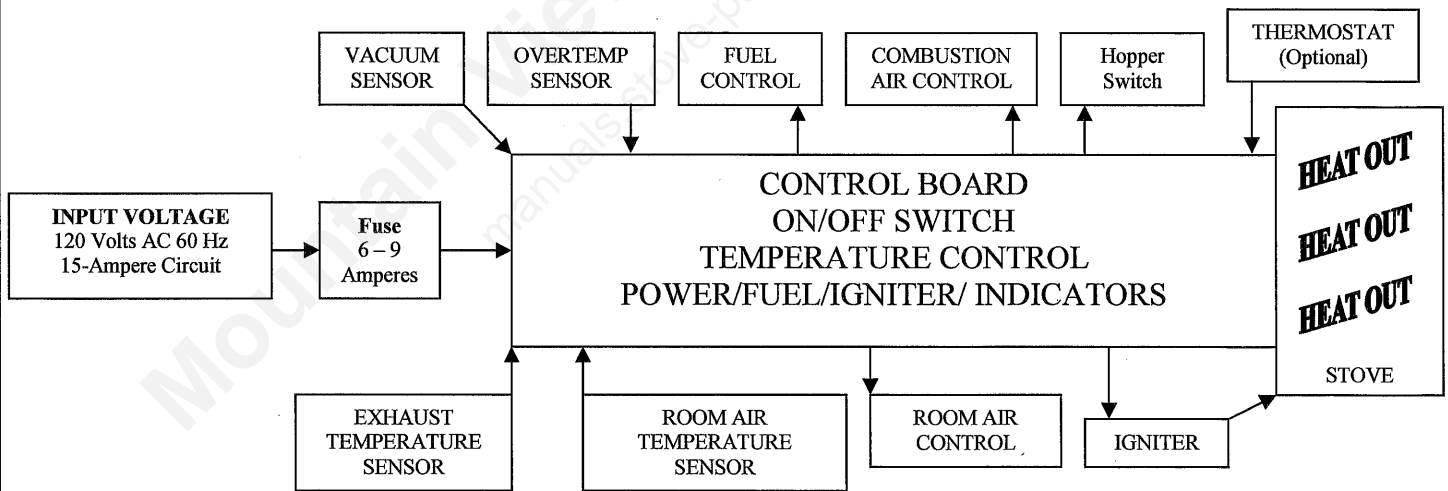 VACUUM
SENSOR
OVERTEMP
SENSOR
FUEL
CONTROL
COMBUSTION
AIR CONTROL
Hopper
Switch
THERMOSTAT
(Optional)
INPUT VOLTAGE
120 Volts AC 60 Hz
15-Ampere Circuit
Fuse
6 – 9
Amperes
CONTROL BOARD
ON/OFF SWITCH
TEMPERATURE CONTROL
POWER/FUEL/IGNITER/ INDICATORS
HEAT OUT
HEAT OUT
HEAT OUT
STOVE
EXHAUST
TEMPERATURE
SENSOR
ROOM AIR
TEMPERATURE
SENSOR
ROOM AIR
CONTROL
IGNITER
Mountain